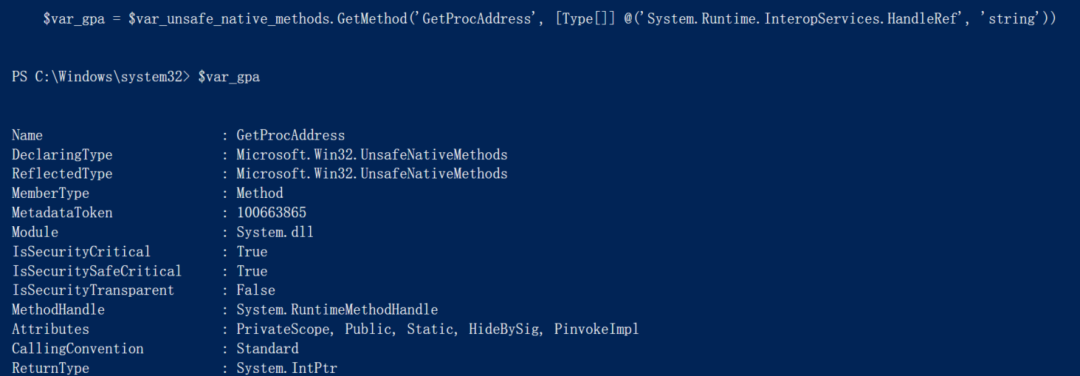 $var_gpa = $var_unsafe_native_methods.GetMethod('GetProcAddress', [Type[]] @('System.Runtime.InteropServices.HandleRef', 'string'))
PS C:\Windows\system32> $var_gpa
Name : GetProcAddress
DeclaringType : Microsoft.Win32.UnsafeNativeMethods
ReflectedType : Microsoft.Win32.UnsafeNativeMethods
MemberType : Method
MetadataToken : 100663865
Module : System.dll
IsSecurityCritical : True
IsSecuritySafeCritical : True
IsSecurityTransparent : False
MethodHandle : System.RuntimeMethodHandle
Attributes : PrivateScope, Public, Static, HideBySig, PinvokeImpl
CallingConvention : Standard
ReturnType : System.IntPtr